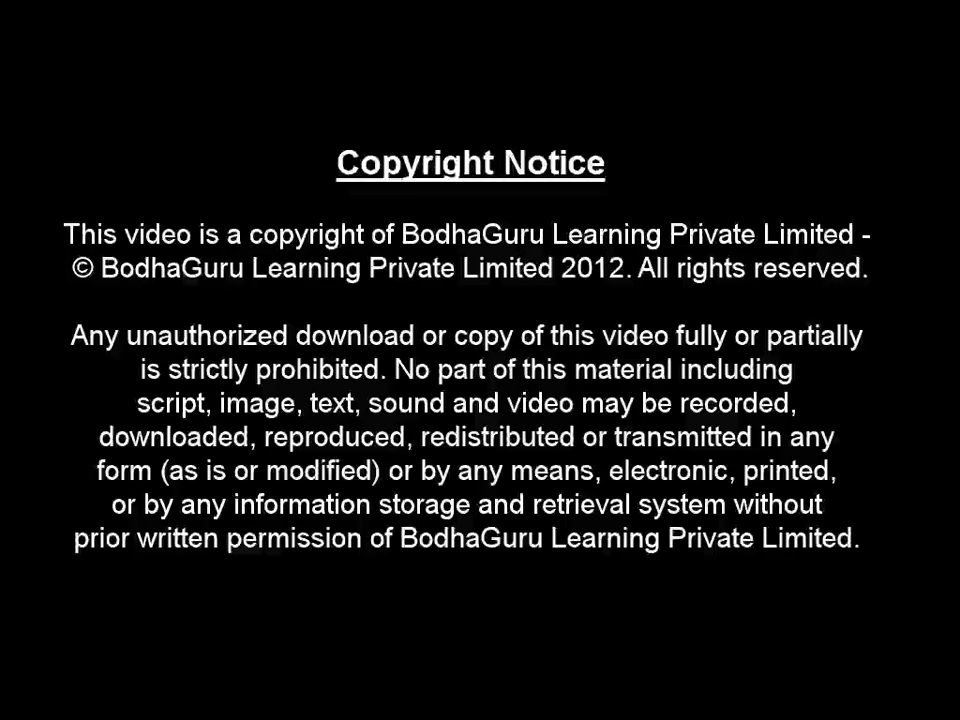 Copyright Notice
This video is a copyright of BodhaGuru Learning Private Limited -
© BodhaGuru Learning Private Limited 2012. All rights reserved.
Any unauthorized download or copy of this video fully or partially
is strictly prohibited. No part of this material including
script, image, text, sound and video may be recorded,
downloaded, reproduced, redistributed or transmitted in any
form (as is or modified) or by any means, electronic, printed,
or by any information storage and retrieval system without
prior written permission of BodhaGuru Learning Private Limited.